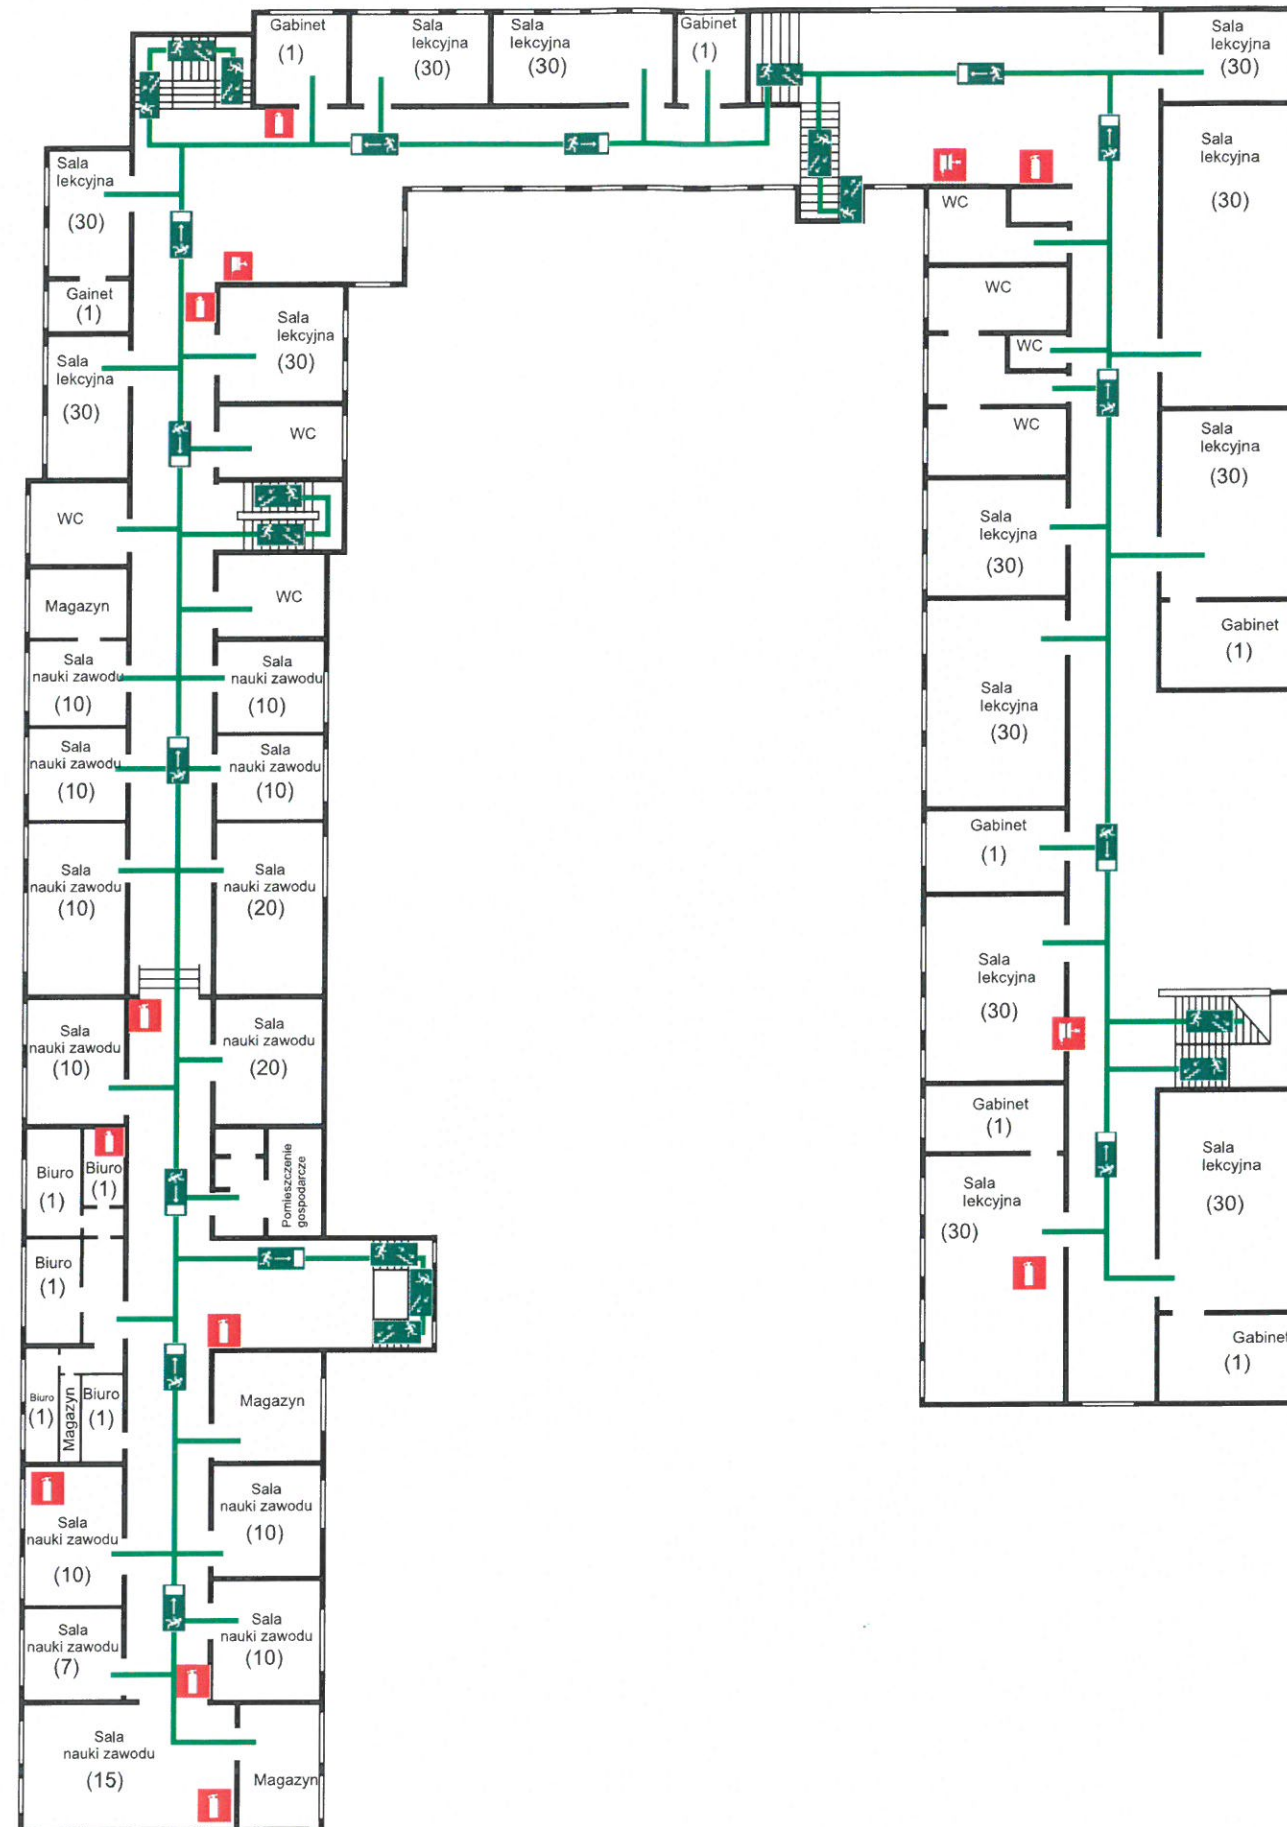 Gabinet
(1)
Sala
lekcyjna
(30)
Sala
lekcyjna
(30)
Gabinet
(1)
Sala
lekcyjna
(30)
Sala
lekcyjna
(30)
Gainet
(1)
Sala
lekcyjna
(30)
Sala
lekcyjna
(30)
WC
WC
WC
Magazyn
Sala
nauki zawodu
(10)
Sala
nauki zawodu
(10)
Sala
nauki zawodu
(10)
Sala
nauki zawodu
(10)
Sala
nauki zawodu
(10)
Sala
nauki zawodu
(20)
Sala
nauki zawodu
(10)
Sala
nauki zawodu
(20)
Biuro
(1)
Biuro
(1)
Pomieszczenie
gospodarcze
Biuro
(1)
Biuro
(1)
Magazyn
Biuro
(1)
Magazyn
Sala
nauki zawodu
(10)
Sala
nauki zawodu
(10)
Sala
nauki zawodu
(7)
Sala
nauki zawodu
(10)
Sala
nauki zawodu
(15)
Magazyn
Sala
lekcyjna
(30)
WC
WC
WC
WC
Sala
lekcyjna
(30)
Sala
lekcyjna
(30)
Gabinet
(1)
Sala
lekcyjna
(30)
Sala
lekcyjna
(30)
Gabinet
(1)
Sala
lekcyjna
(30)
Gabinet
(1)
Sala
lekcyjna
(30)
Sala
lekcyjna
(30)
Gabinet
(1)